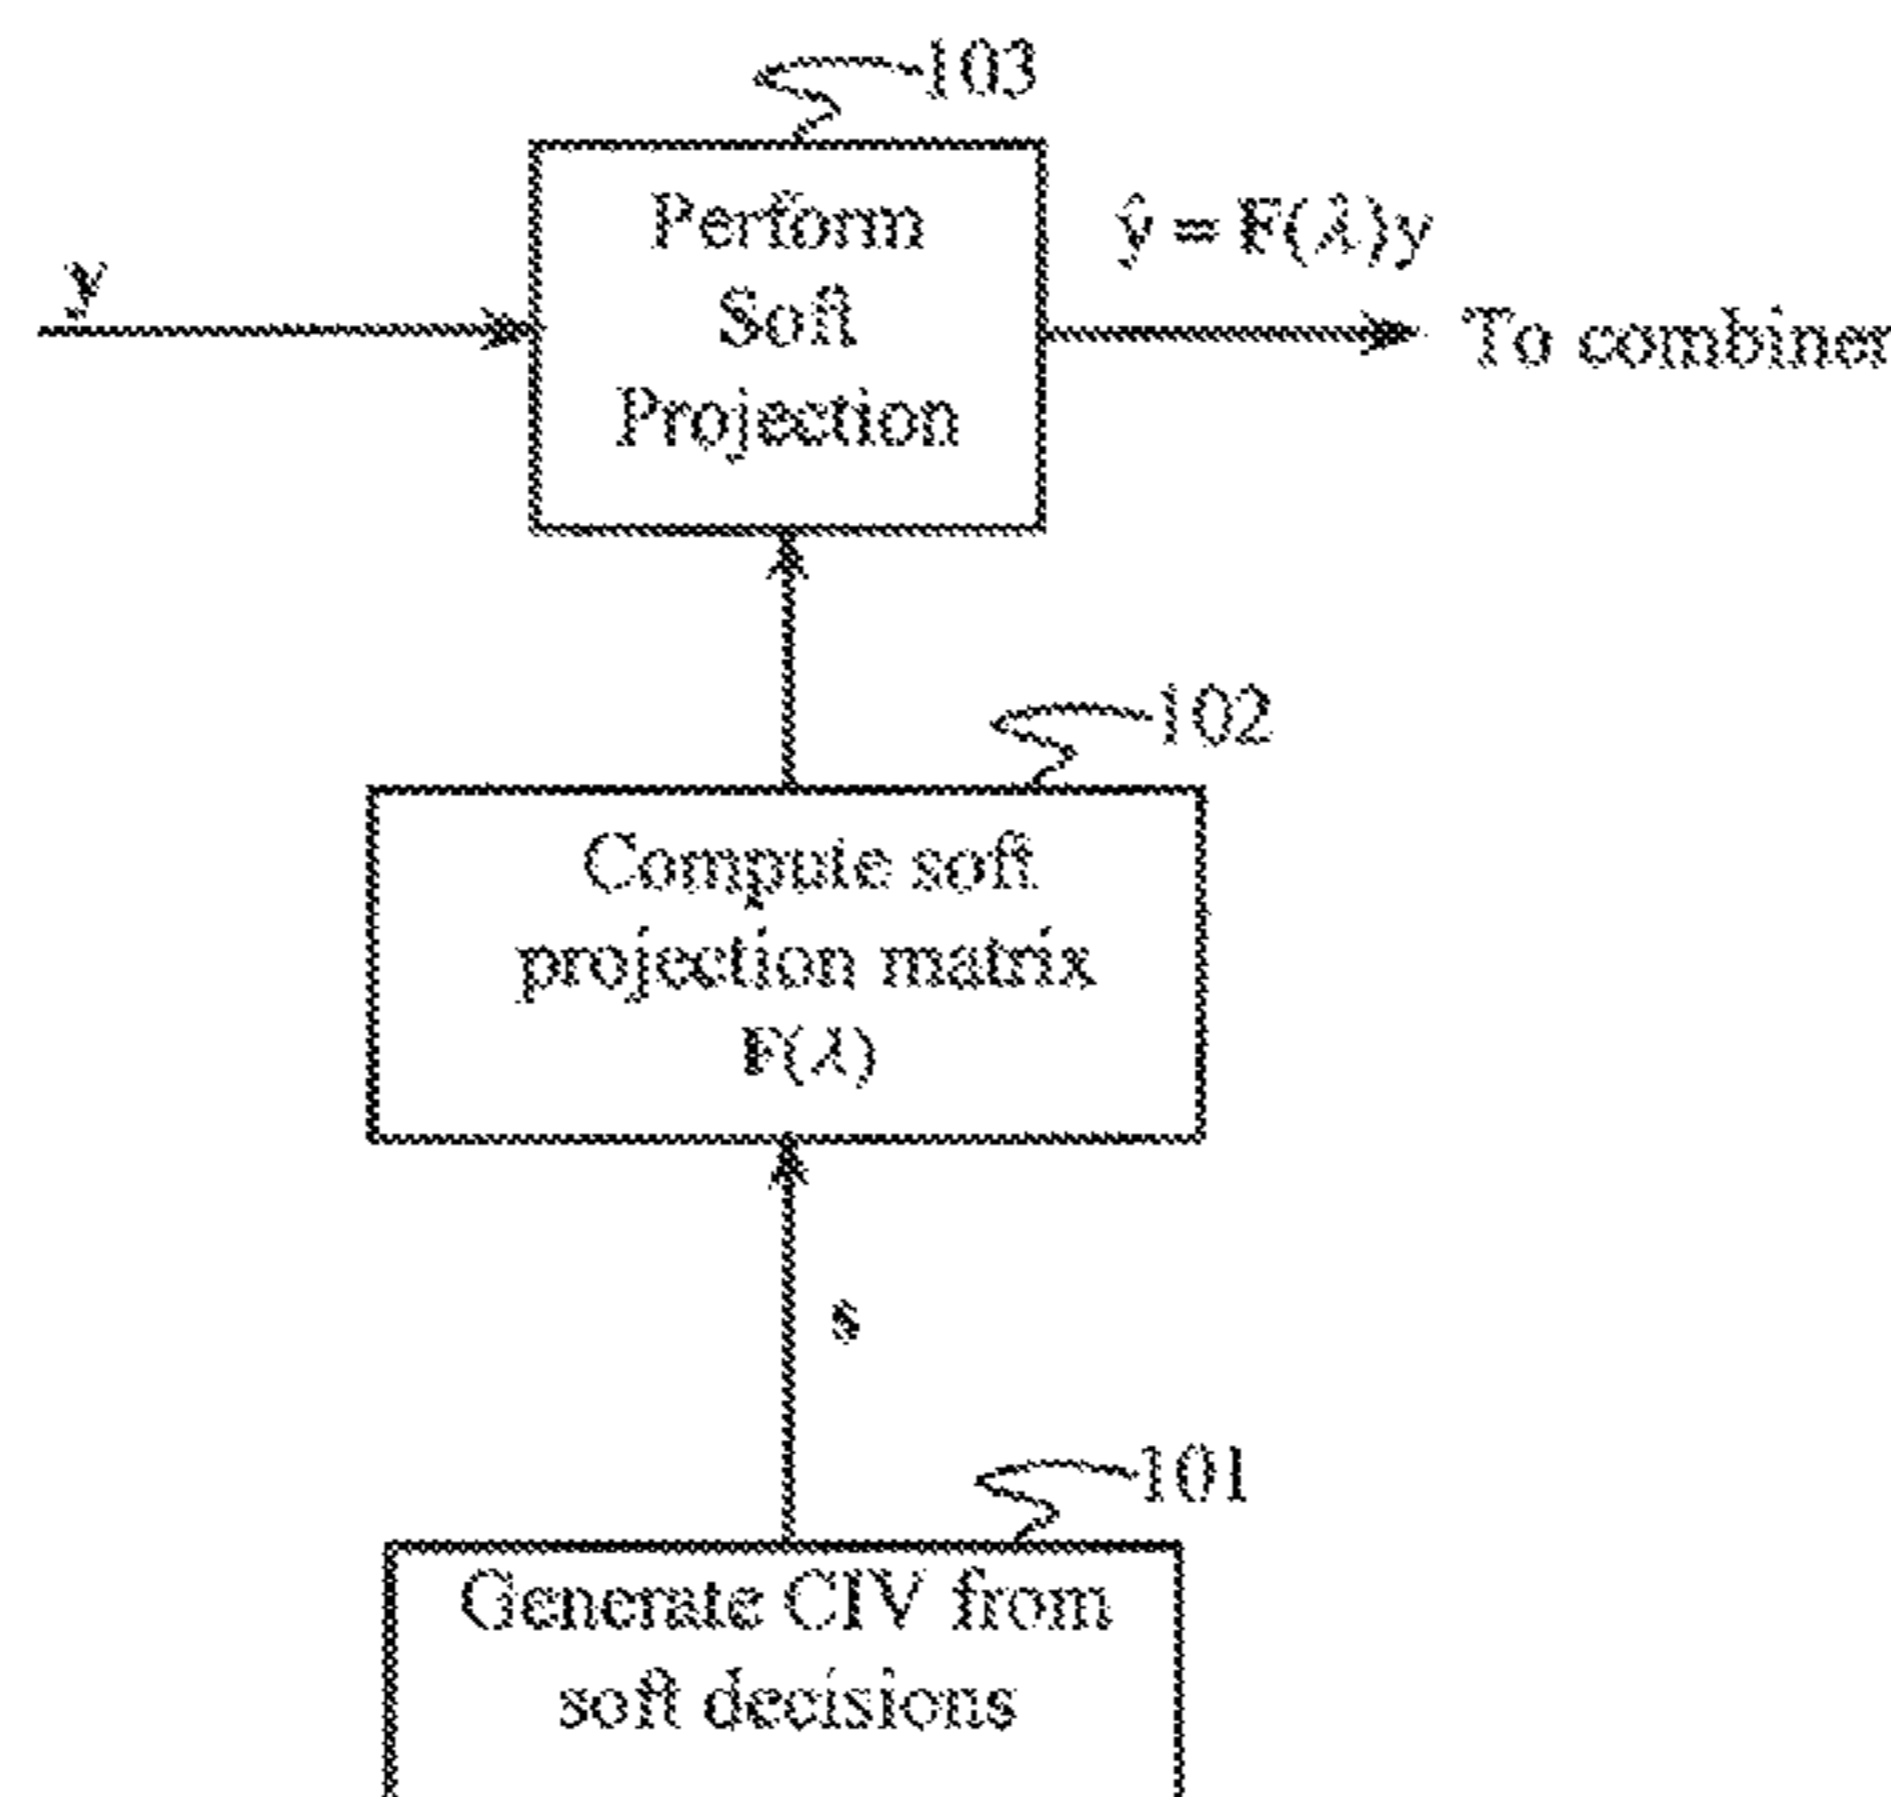 103
Perform
Soft
Projection
y
ŷ = F(λ)y
To combiner
102
Compute soft
projection matrix
F(λ)
s
101
Generate CIV from
soft decisions